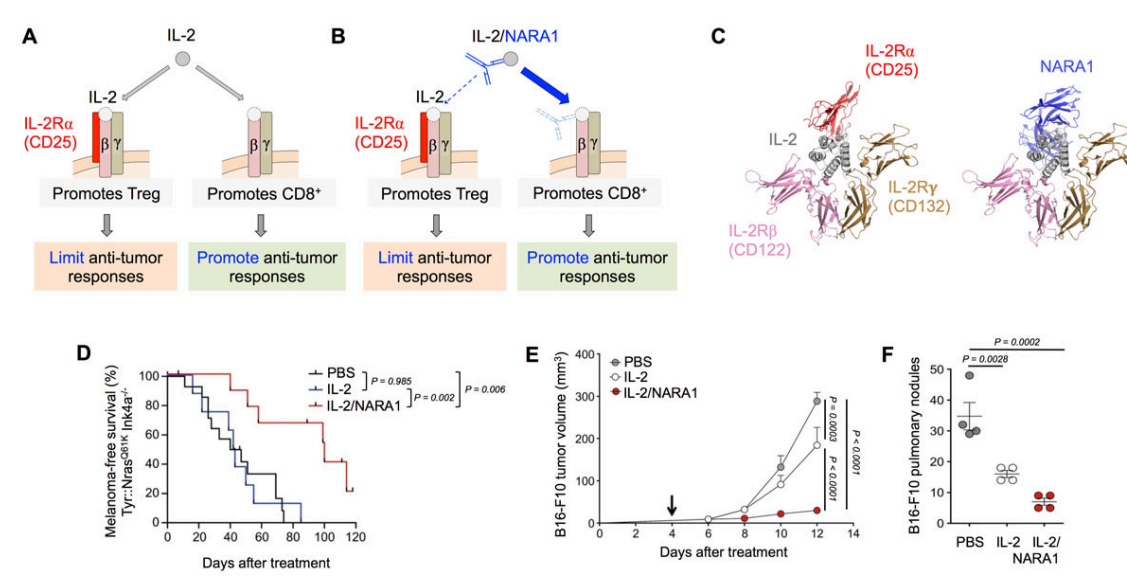 A
IL-2
IL-2
IL-2Rα
(CD25)
β γ
β γ
Promotes Treg
Promotes CD8⁺
Limit anti-tumor
responses
Promote anti-tumor
responses
B
IL-2/NARA1
IL-2
IL-2Rα
(CD25)
β γ
β γ
Promotes Treg
Promotes CD8⁺
Limit anti-tumor
responses
Promote anti-tumor
responses
C
IL-2Rα
(CD25)
NARA1
IL-2
IL-2Rγ
(CD132)
IL-2Rβ
(CD122)
D
Melanoma-free survival (%)
Tyr::Nras^Q61K Ink4a^-/-
100
80
60
40
20
0
0 20 40 60 80 100 120
Days after treatment
PBS
IL-2
IL-2/NARA1
P = 0.985
P = 0.002
P = 0.006
E
B16-F10 tumor volume (mm³)
400
300
200
100
0
0 2 4 6 8 10 12 14
Days after treatment
PBS
IL-2
IL-2/NARA1
P = 0.0003
P < 0.0001
P < 0.0001
F
P = 0.0002
P = 0.0028
B16-F10 pulmonary nodules
50
40
30
20
10
0
PBS IL-2 IL-2/
NARA1